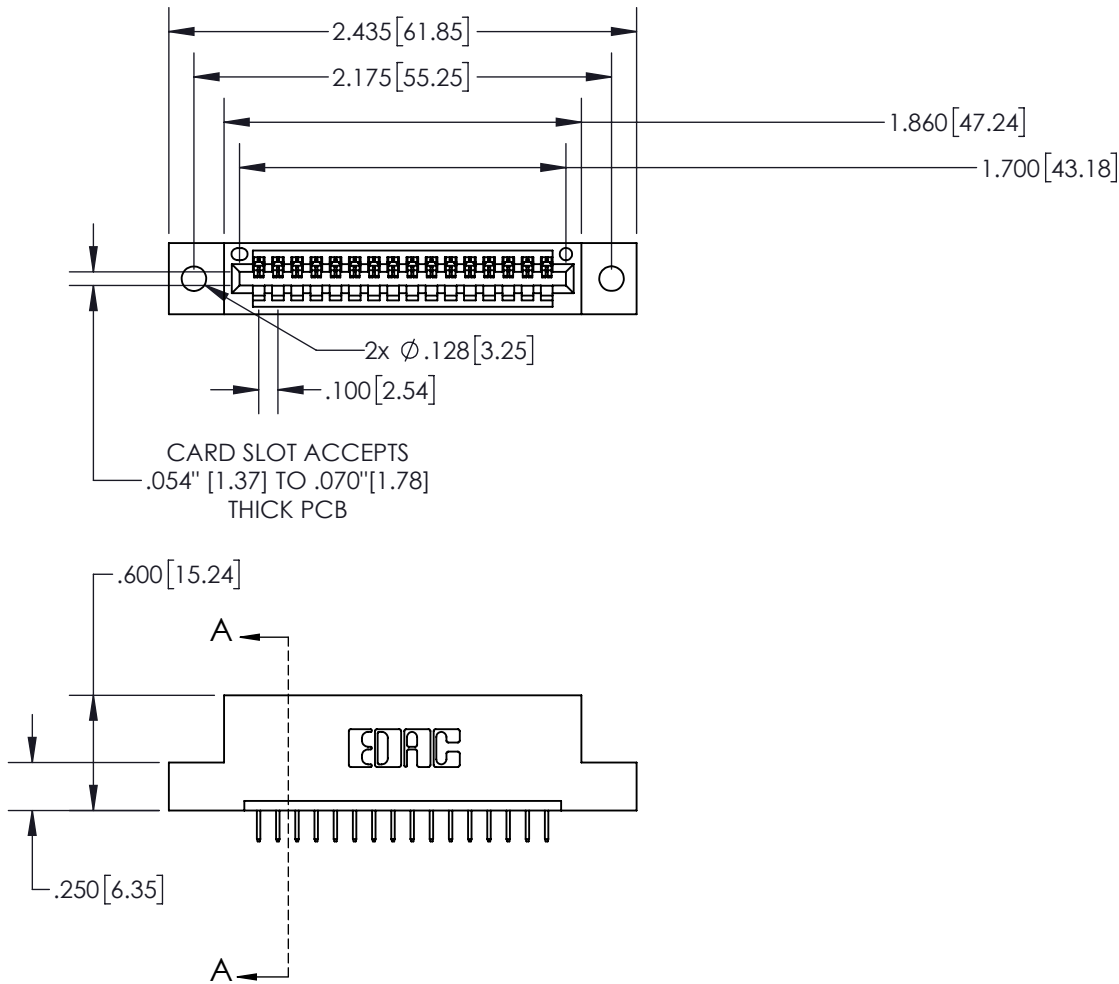 2.435[61.85]
2.175[55.25]
1.860[47.24]
1.700[43.18]
2x Ø.128[3.25]
.100[2.54]
CARD SLOT ACCEPTS
.054" [1.37] TO .070"[1.78]
THICK PCB
.600[15.24]
A
EDAC
.250[6.35]
A